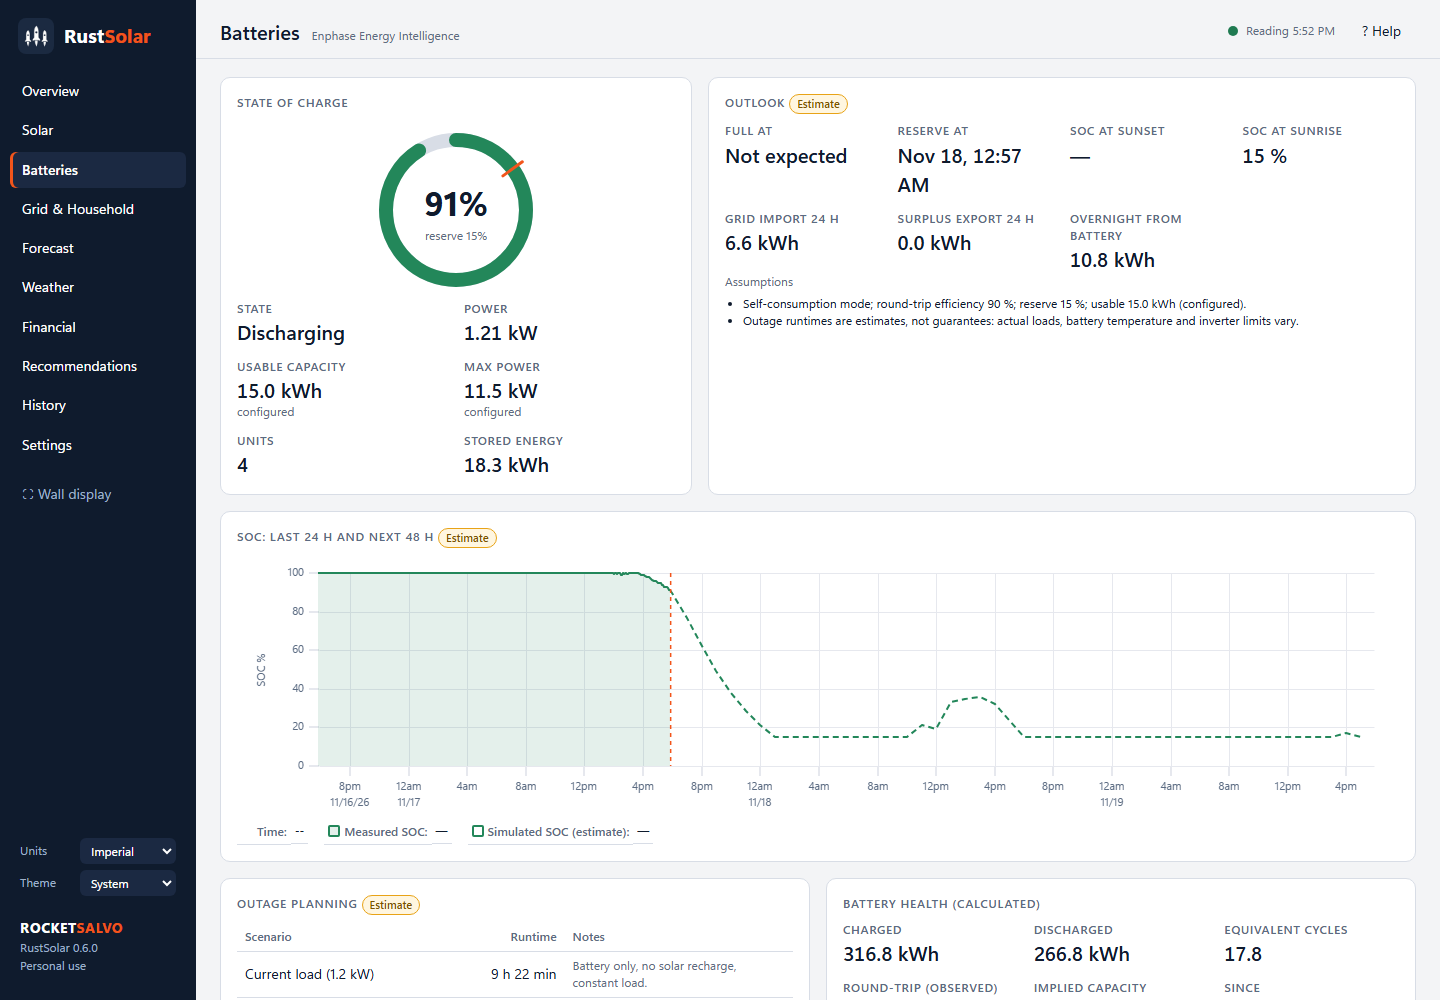 RustSolar
Overview
Solar
Batteries
Grid & Household
Forecast
Weather
Financial
Recommendations
History
Settings
Wall display
Units Imperial
Theme System
ROCKETSALVO
RustSolar 0.6.0
Personal use
Batteries Enphase Energy Intelligence
Reading 5:52 PM ? Help
STATE OF CHARGE
91%
reserve 15%
STATE POWER
Discharging 1.21 kW
USABLE CAPACITY MAX POWER
15.0 kWh 11.5 kW
configured configured
UNITS STORED ENERGY
4 18.3 kWh
OUTLOOK Estimate
FULL AT RESERVE AT SOC AT SUNSET SOC AT SUNRISE
Not expected Nov 18, 12:57 — 15 %
AM
GRID IMPORT 24 H SURPLUS EXPORT 24 H OVERNIGHT FROM
BATTERY
6.6 kWh 0.0 kWh 10.8 kWh
Assumptions
• Self-consumption mode; round-trip efficiency 90 %; reserve 15 %; usable 15.0 kWh (configured).
• Outage runtimes are estimates, not guarantees: actual loads, battery temperature and inverter limits vary.
SOC: LAST 24 H AND NEXT 48 H Estimate
SOC %
100
80
60
40
20
0
8pm 12am 4am 8am 12pm 4pm 8pm 12am 4am 8am 12pm 4pm 8pm 12am 4am 8am 12pm 4pm
11/16/26 11/17 11/18 11/19
Time: -- Measured SOC: — Simulated SOC (estimate): —
OUTAGE PLANNING Estimate
Scenario Runtime Notes
Current load (1.2 kW) 9 h 22 min Battery only, no solar recharge,
constant load.
BATTERY HEALTH (CALCULATED)
CHARGED DISCHARGED EQUIVALENT CYCLES
316.8 kWh 266.8 kWh 17.8
ROUND-TRIP (OBSERVED) IMPLIED CAPACITY SINCE